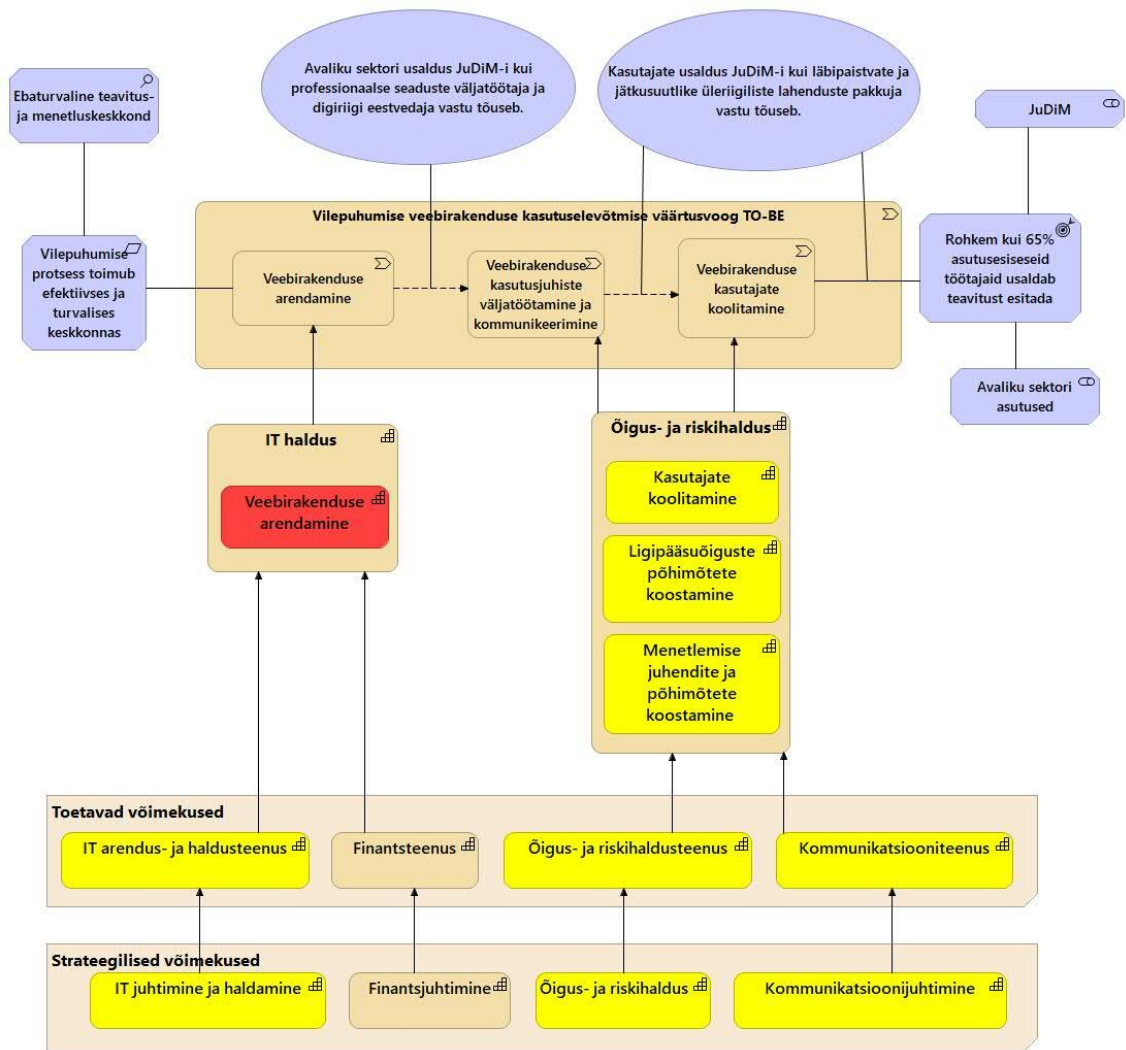 Avaliku sektori usaldus JuDiM-i kui
professionaalse seaduste väljatöötaja ja
digiriigi eestvedaja vastu tõuseb.
Kasutajate usaldus JuDiM-i kui läbipaistvate ja
jätkusuutlike üleriigiliste lahenduste pakkuja
vastu tõuseb.
Ebaturvaline teavitus-
ja menetluskeskkond
JuDiM
Vilepuhumise veebirakenduse kasutuselevõtmise väärtusvoog TO-BE
Vilepuhumise
protsess toimub
efektiivses ja
turvalises
keskkonnas
Veebirakenduse
arendamine
Veebirakenduse
kasutusjuhiste
väljatöötamine ja
kommunikeerimine
Veebirakenduse
kasutajate
koolitamine
Rohkem kui 65%
asutusesiseseid
töötajaid usaldab
teavitust esitada
Avaliku sektori
asutused
IT haldus
Veebirakenduse
arendamine
Õigus- ja riskihaldus
Kasutajate
koolitamine
Ligipääsuõiguste
põhimõtete
koostamine
Menetlemise
juhendite ja
põhimõtete
koostamine
Toetavad võimekused
IT arendus- ja haldusteenus
Finantsteenus
Õigus- ja riskihaldusteenus
Kommunikatsiooniteenus
Strateegilised võimekused
IT juhtimine ja haldamine
Finantsjuhtimine
Õigus- ja riskihaldus
Kommunikatsioonijuhtimine